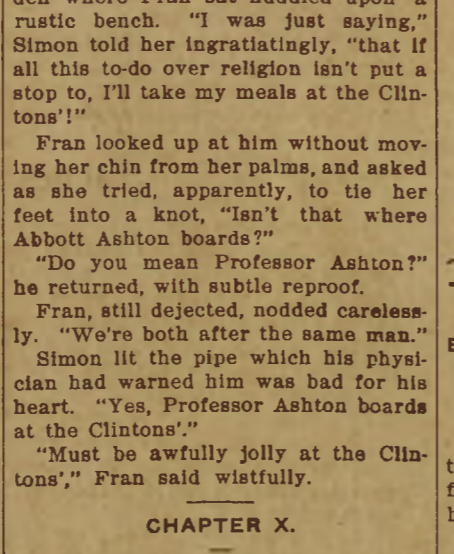 den where Fran sat huddled upon a
rustic bench. "I was just saying,"
Simon told her ingratiatingly, "that if
all this to-do over religion isn't put a
stop to, I'll take my meals at the Clin-
tons'!"
Fran looked up at him without mov-
ing her chin from her palms, and asked
as she tried, apparently, to tie her
feet into a knot, "Isn't that where
Abbott Ashton boards?"
"Do you mean Professor Ashton?"
he returned, with subtle reproof.
Fran, still dejected, nodded careless-
ly. "We're both after the same man."
Simon lit the pipe which his physi-
cian had warned him was bad for his
heart. "Yes, Professor Ashton boards
at the Clintons'."
"Must be awfully jolly at the Clin-
tons'," Fran said wistfully.
CHAPTER X.